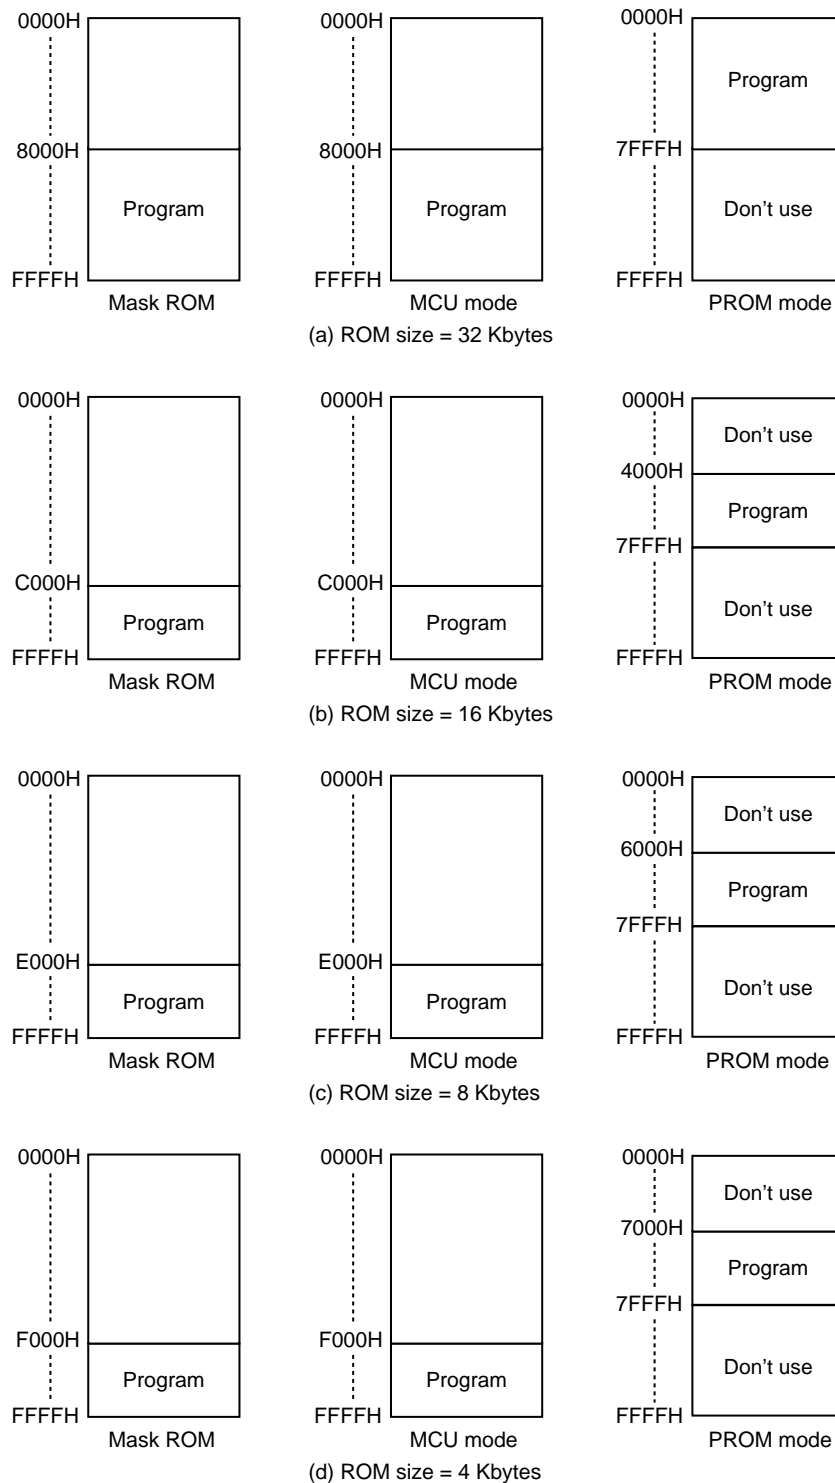 0000H
8000H
Program
FFFFH
Mask ROM
0000H
8000H
Program
FFFFH
MCU mode
0000H
Program
7FFFH
Don't use
FFFFH
PROM mode
(a) ROM size = 32 Kbytes
0000H
C000H
Program
FFFFH
Mask ROM
0000H
C000H
Program
FFFFH
MCU mode
0000H
Don't use
4000H
Program
7FFFH
Don't use
FFFFH
PROM mode
(b) ROM size = 16 Kbytes
0000H
E000H
Program
FFFFH
Mask ROM
0000H
E000H
Program
FFFFH
MCU mode
0000H
Don't use
6000H
Program
7FFFH
Don't use
FFFFH
PROM mode
(c) ROM size = 8 Kbytes
0000H
F000H
Program
FFFFH
Mask ROM
0000H
F000H
Program
FFFFH
MCU mode
0000H
Don't use
7000H
Program
7FFFH
Don't use
FFFFH
PROM mode
(d) ROM size = 4 Kbytes